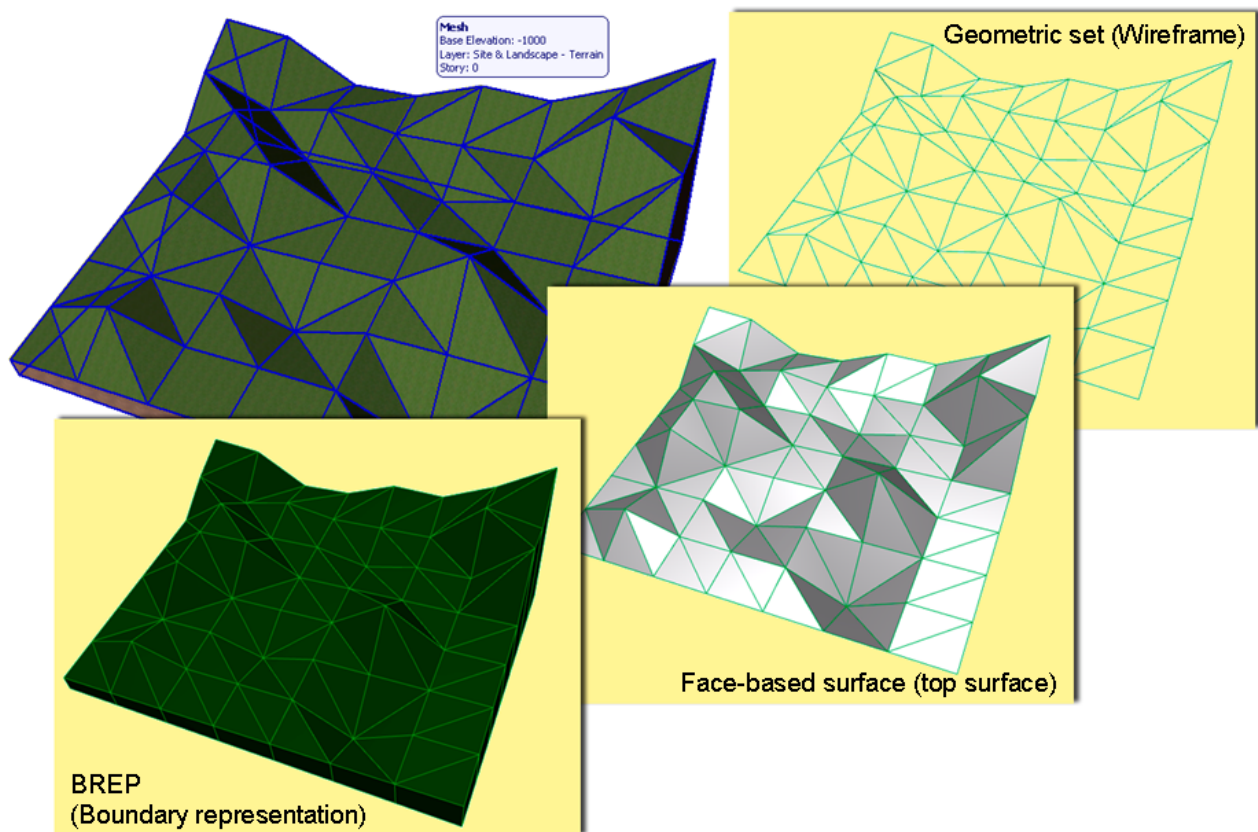 Mesh
Base Elevation: -1000
Layer: Site & Landscape - Terrain
Story: 0
Geometric set (Wireframe)
Face-based surface (top surface)
BREP
(Boundary representation)